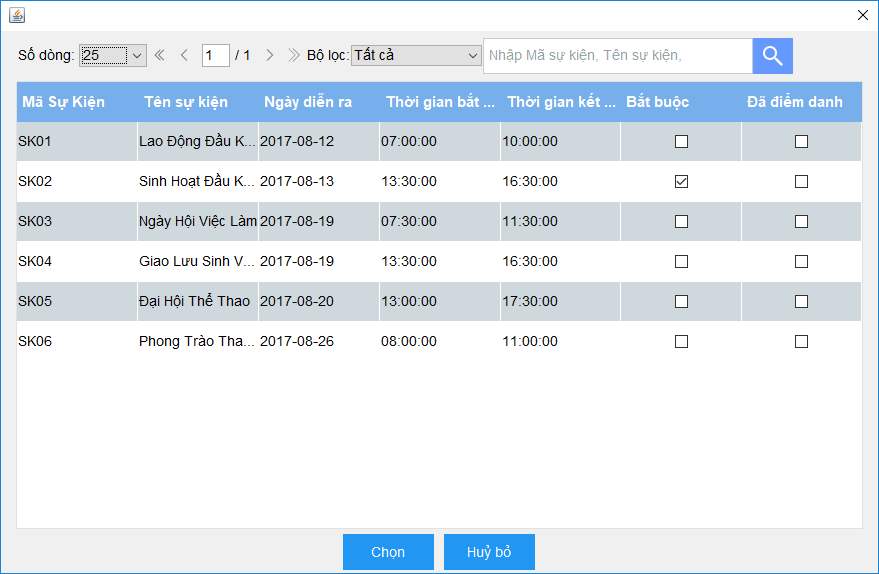 Số dòng: 25 1 / 1 Bộ lọc: Tất cả Nhập Mã sự kiện, Tên sự kiện,
Mã Sự Kiện Tên sự kiện Ngày diễn ra Thời gian bắt ... Thời gian kết ... Bắt buộc Đã điểm danh
SK01 Lao Động Đầu K... 2017-08-12 07:00:00 10:00:00
SK02 Sinh Hoạt Đầu K... 2017-08-13 13:30:00 16:30:00
SK03 Ngày Hội Việc Làm 2017-08-19 07:30:00 11:30:00
SK04 Giao Lưu Sinh V... 2017-08-19 13:30:00 16:30:00
SK05 Đại Hội Thể Thao 2017-08-20 13:00:00 17:30:00
SK06 Phong Trào Tha... 2017-08-26 08:00:00 11:00:00
Chọn Huỷ bỏ